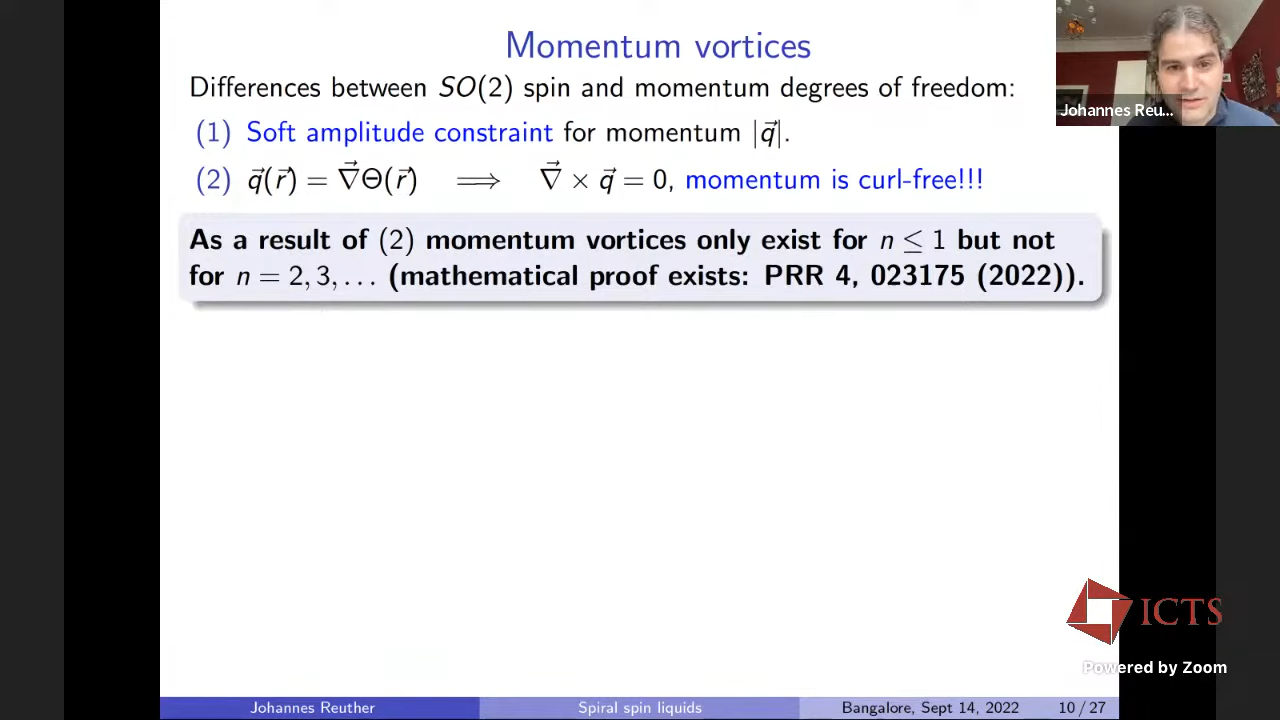 Momentum vortices
Differences between SO(2) spin and momentum degrees of freedom:
(1) Soft amplitude constraint for momentum |q⃗|.
(2) q⃗(r⃗) = ∇⃗Θ(r⃗) ⟹ ∇⃗ × q⃗ = 0, momentum is curl-free!!!
As a result of (2) momentum vortices only exist for n ≤ 1 but not
for n = 2, 3, . . . (mathematical proof exists: PRR 4, 023175 (2022)).
Johannes Reu...
ICTS
Powered by Zoom
Johannes Reuther
Spiral spin liquids
Bangalore, Sept 14, 2022
10 / 27